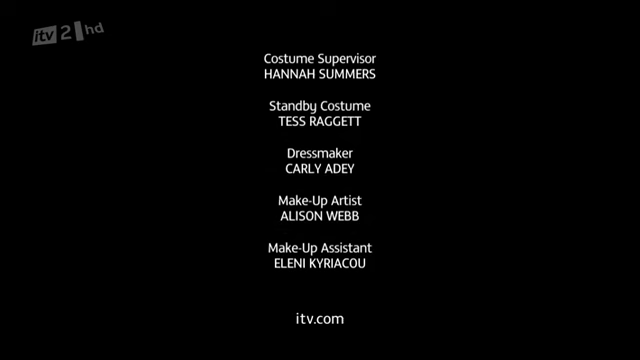 itv 2 hd
Costume Supervisor
HANNAH SUMMERS
Standby Costume
TESS RAGGETT
Dressmaker
CARLY ADEY
Make-Up Artist
ALISON WEBB
Make-Up Assistant
ELENI KYRIACOU
itv.com